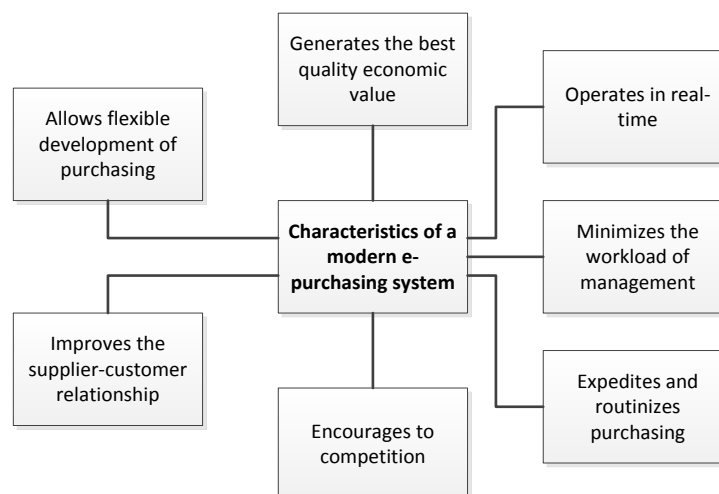 Generates the best
quality economic
value
Allows flexible
development of
purchasing
Operates in real-
time
Characteristics of a
modern e-
purchasing system
Minimizes the
workload of
management
Improves the
supplier-customer
relationship
Encourages to
competition
Expedites and
routinizes
purchasing